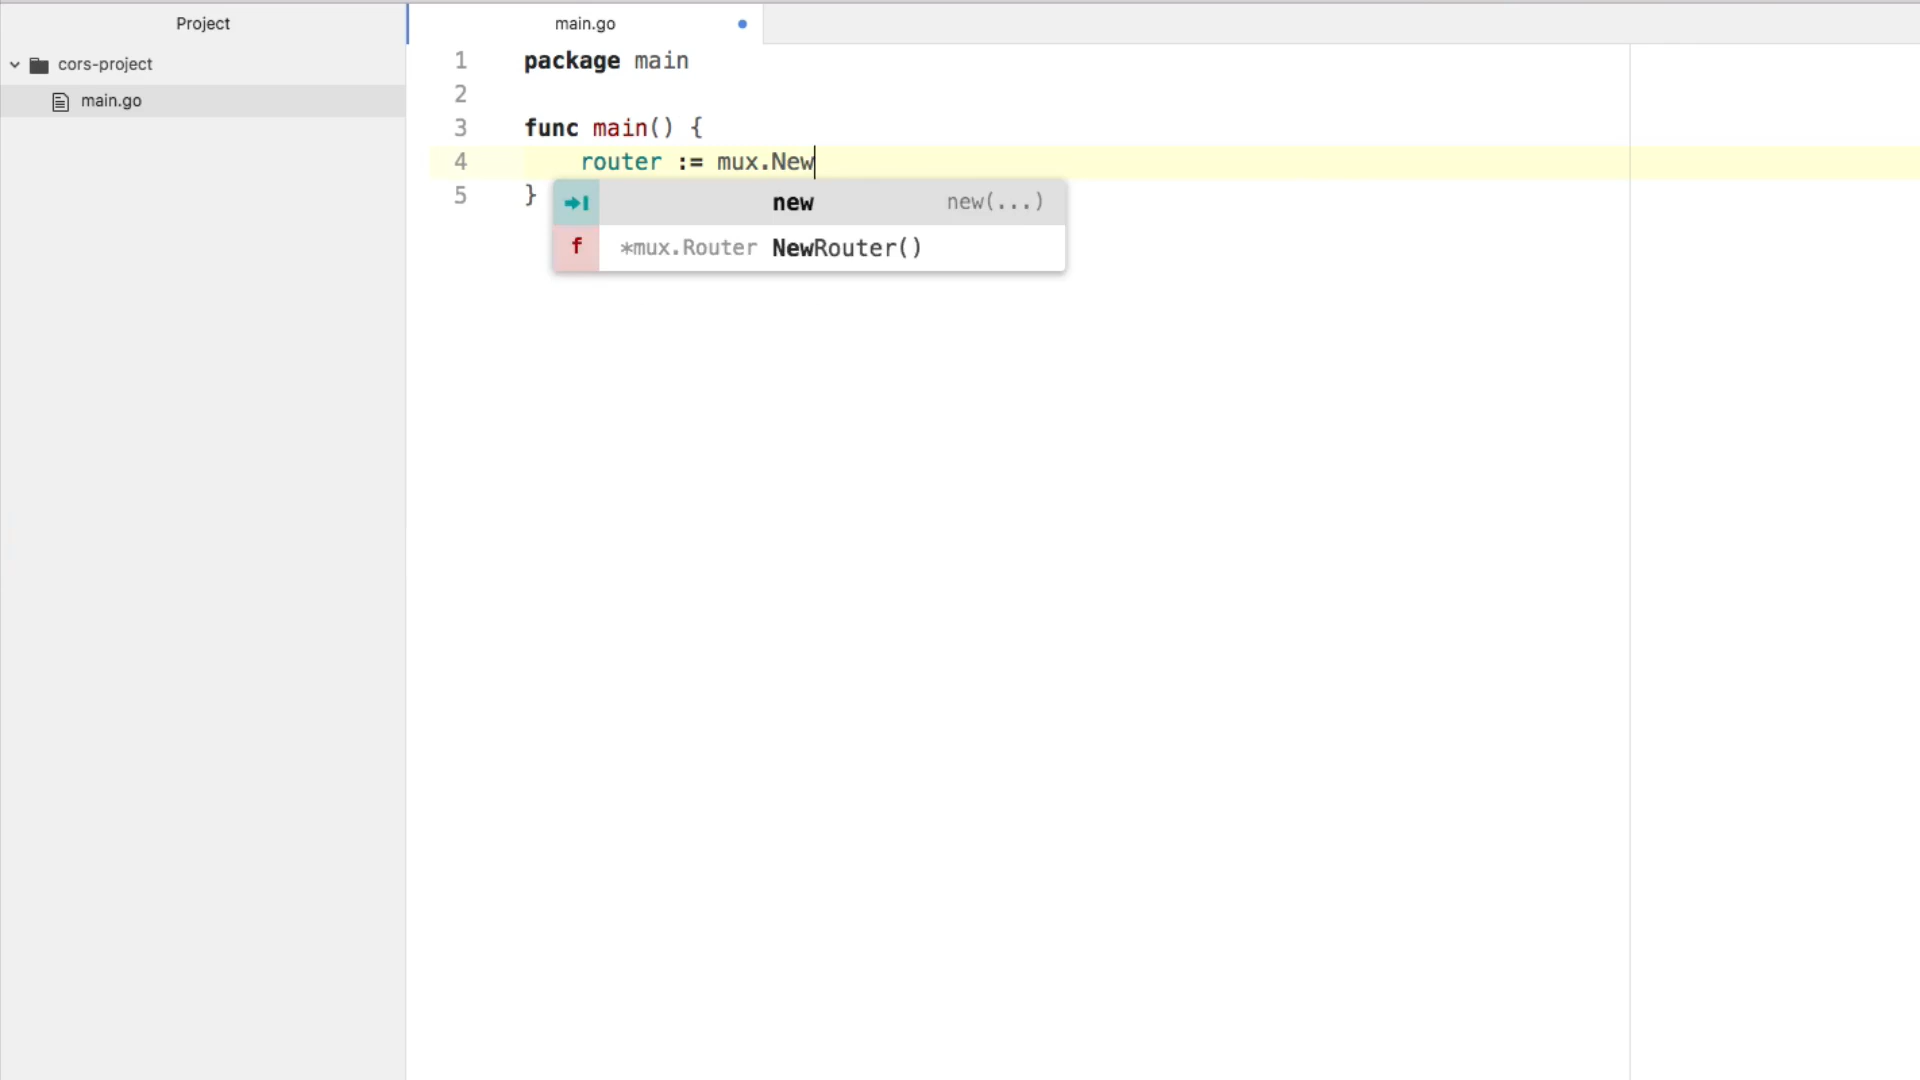 Project
cors-project
main.go
main.go
1 package main
2
3 func main() {
4 router := mux.New
5 }
new new(...)
f *mux.Router NewRouter()